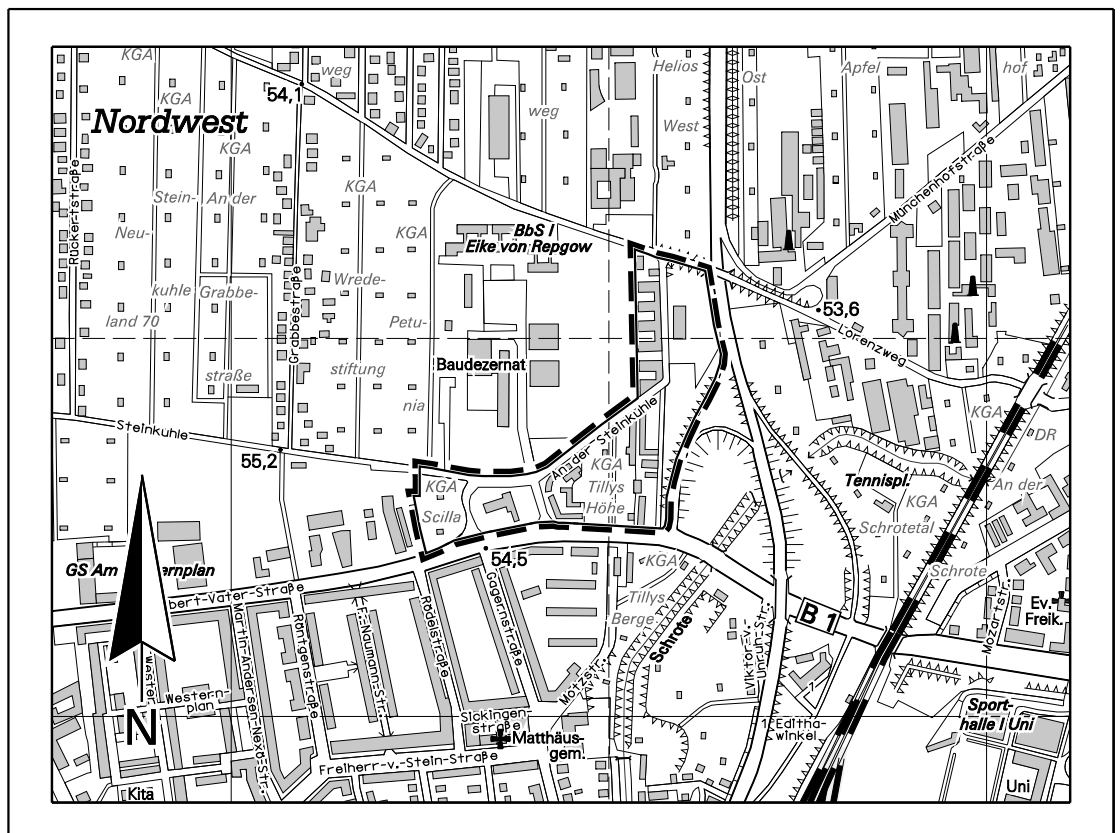 KGA
weg
54,1
KGA
Nordwest
KGA
Helios
Ost
Apfel
hof
weg
West
Münchenhofstraße
Rückertstraße
Stein-
An der
KGA
Neu-
KGA
BbS I
Eike von Repgow
kuhle
Grabbe-
Wrede-
Grabbestraße
land 70
Petu-
53,6
Lorenzweg
straße
stiftung
Baudezernat
nia
An der Steinkuhle
KGA
DR
Steinkuhle
55,2
KGA
Scilla
KGA
Tillys
Höhe
Tennispl.
KGA
Schrotetal
An der
Schrote
54,5
GS Am
ernplan
bert-Vater-Straße
KGA
Tillys
Berge
Schrote
B 1
Ev.
Freik.
Mozartstr.
Martin-Andersen-Nexö-Str.
Röntgenstraße
F.-Naumann-Str.
Rödelstraße
Gagernstraße
Motzstr.
Viktor-v.-
Unruh-Str.
Western-
plan
Western
N
Sickingen-
straße
Matthäus-
gem.
Freiherr-v.-Stein-Straße
Editha-
winkel
Sport-
halle I Uni
Kita
Uni